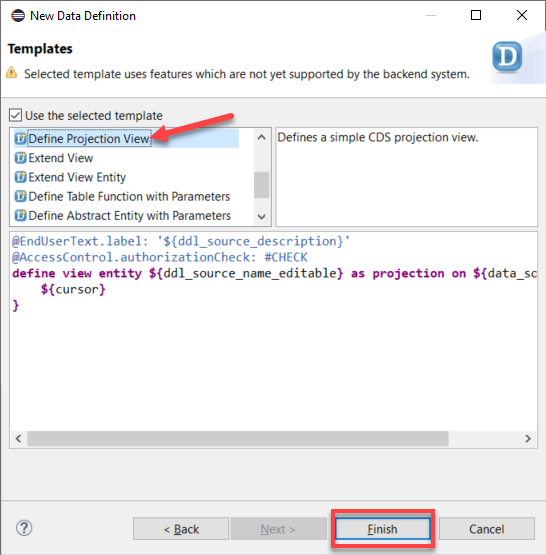 New Data Definition
Templates
Selected template uses features which are not yet supported by the backend system.
D
Use the selected template
Define Projection View
Extend View
Extend View Entity
Define Table Function with Parameters
Define Abstract Entity with Parameters
Defines a simple CDS projection view.
@EndUserText.label: '${ddl_source_description}'
@AccessControl.authorizationCheck: #CHECK
define view entity ${ddl_source_name_editable} as projection on ${data_sc
${cursor}
}
?
< Back
Next >
Finish
Cancel